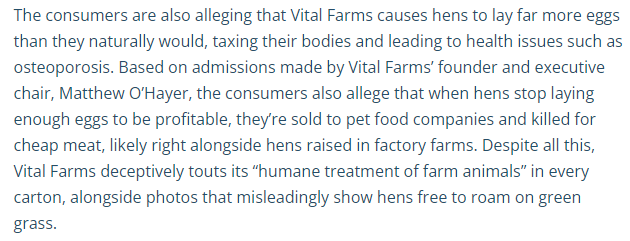 The consumers are also alleging that Vital Farms causes hens to lay far more eggs
than they naturally would, taxing their bodies and leading to health issues such as
osteoporosis. Based on admissions made by Vital Farms’ founder and executive
chair, Matthew O’Hayer, the consumers also allege that when hens stop laying
enough eggs to be profitable, they’re sold to pet food companies and killed for
cheap meat, likely right alongside hens raised in factory farms. Despite all this,
Vital Farms deceptively touts its “humane treatment of farm animals” in every
carton, alongside photos that misleadingly show hens free to roam on green
grass.